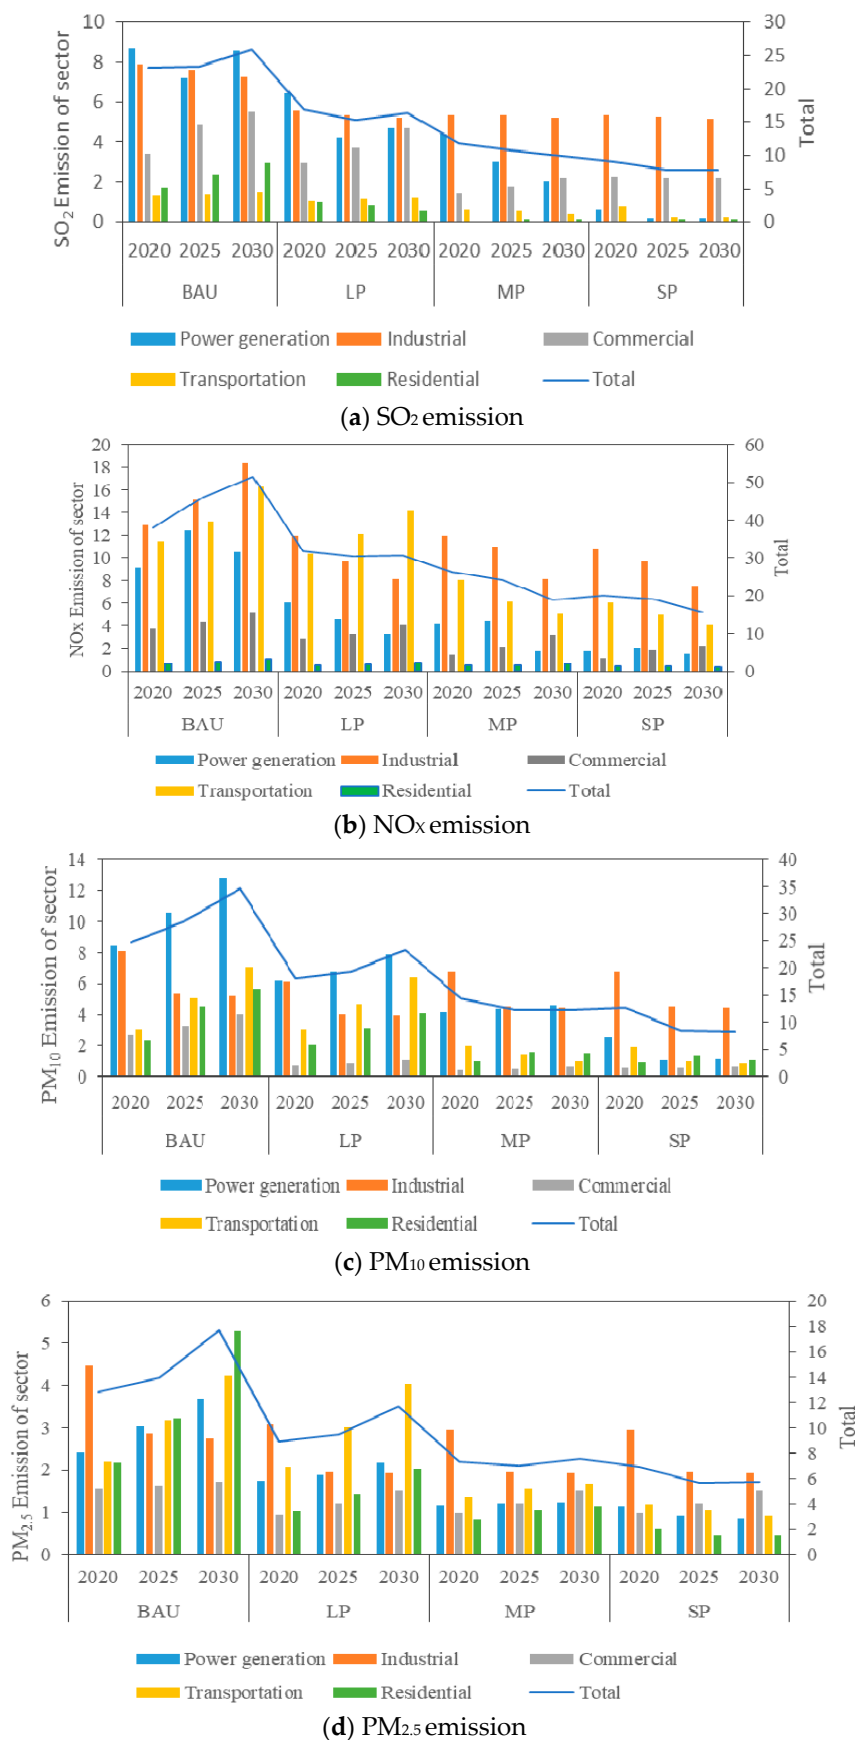 10 30
8 25
20
6
15
4
10
2 5
0 0
SO2 Emission of sector
Total
2020 2025 2030 2020 2025 2030 2020 2025 2030 2020 2025 2030
BAU LP MP SP
Power generation Industrial Commercial
Transportation Residential Total
(a) SO2 emission
20 60
18
16 50
14 40
12
10 30
8
6 20
4 10
2
0 0
NOx Emission of sector
Total
2020 2025 2030 2020 2025 2030 2020 2025 2030 2020 2025 2030
BAU LP MP SP
Power generation Industrial Commercial
Transportation Residential Total
(b) NOX emission
14 40
12 35
10 30
8 25
20
6 15
4 10
2 5
0 0
PM10 Emission of sector
Total
2020 2025 2030 2020 2025 2030 2020 2025 2030 2020 2025 2030
BAU LP MP SP
Power generation Industrial Commercial
Transportation Residential Total
(c) PM10 emission
6 20
18
5 16
4 14
12
3 10
8
2 6
1 4
2
0 0
PM2.5 Emission of sector
Total
2020 2025 2030 2020 2025 2030 2020 2025 2030 2020 2025 2030
BAU LP MP SP
Power generation Industrial Commercial
Transportation Residential Total
(d) PM2.5 emission